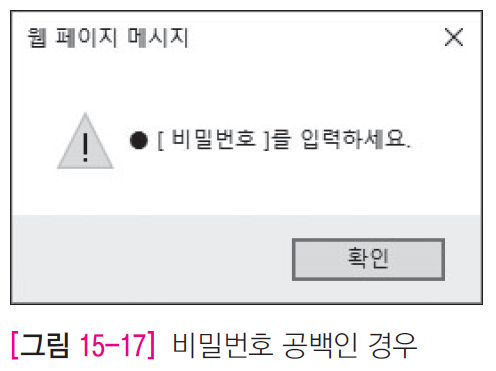 웹 페이지 메시지
● [ 비밀번호 ]를 입력하세요.
확인
[그림 15-17] 비밀번호 공백인 경우